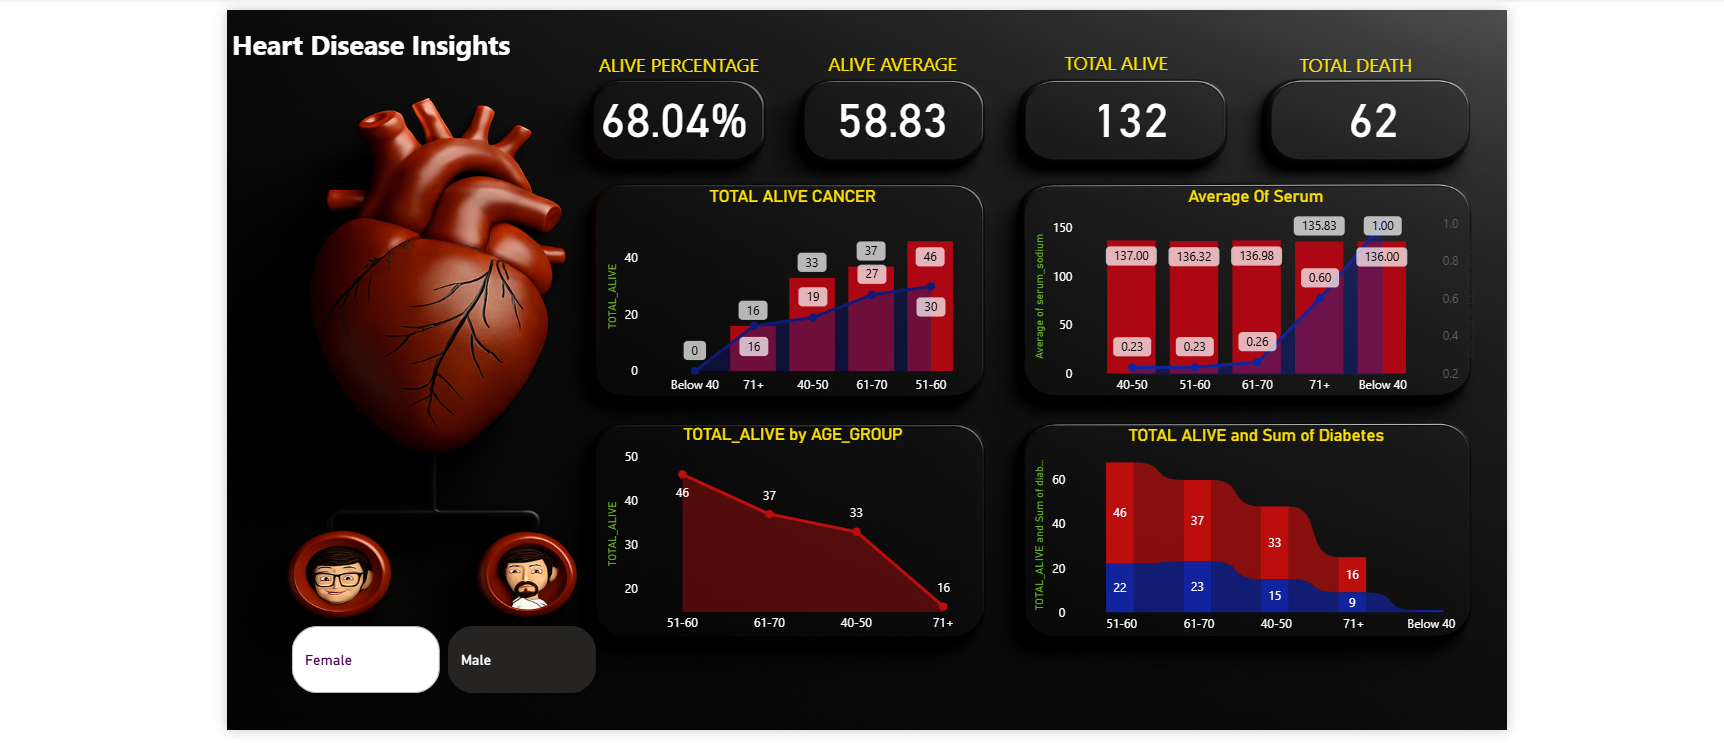 Heart Disease Insights
ALIVE PERCENTAGE
68.04%
ALIVE AVERAGE
58.83
TOTAL ALIVE
132
TOTAL DEATH
62
TOTAL ALIVE CANCER
TOTAL_ALIVE
40
20
0
0
16
16
33
19
37
27
46
30
Below 40 71+ 40-50 61-70 51-60
Average Of Serum
Average of serum_sodium
150
100
50
0
137.00
136.32
136.98
135.83
136.00
0.23
0.23
0.26
0.60
1.00
1.0
0.8
0.6
0.4
0.2
40-50 51-60 61-70 71+ Below 40
TOTAL_ALIVE by AGE_GROUP
TOTAL_ALIVE
50
40
30
20
46
37
33
16
51-60 61-70 40-50 71+
TOTAL ALIVE and Sum of Diabetes
TOTAL_ALIVE and Sum of diab...
60
40
20
0
46
37
33
16
22
23
15
9
51-60 61-70 40-50 71+ Below 40
Female
Male